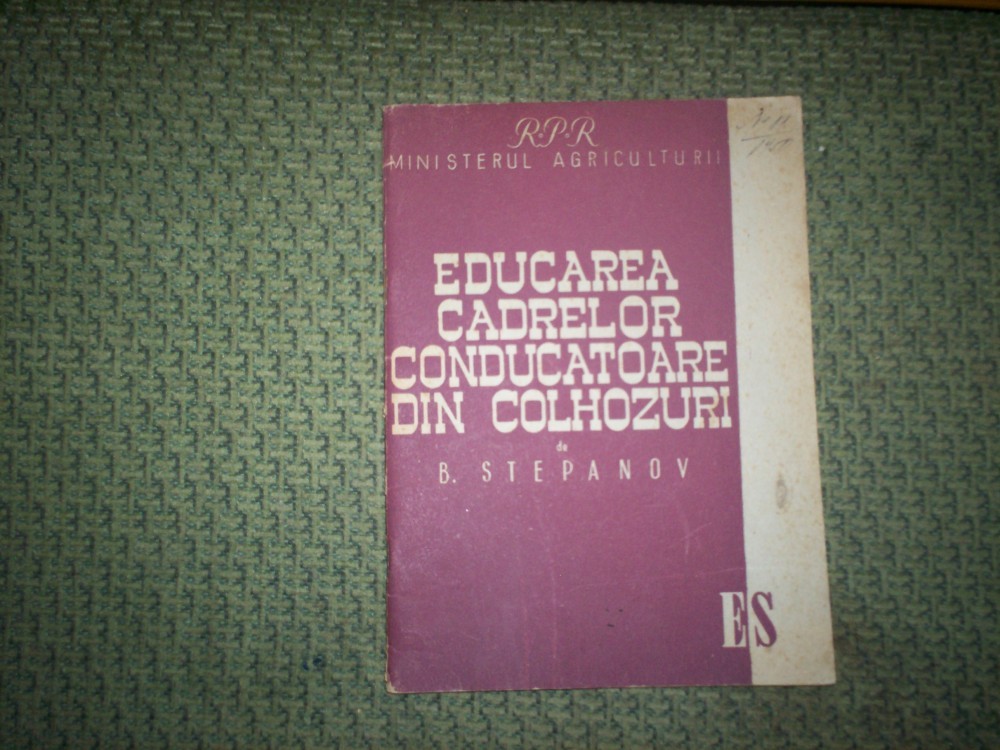 R.P.R
MINISTERUL AGRICULTURII
EDUCAREA
CADRELOR
CONDUCATOARE
DIN COLHOZURI
de
B. STEPANOV
ES